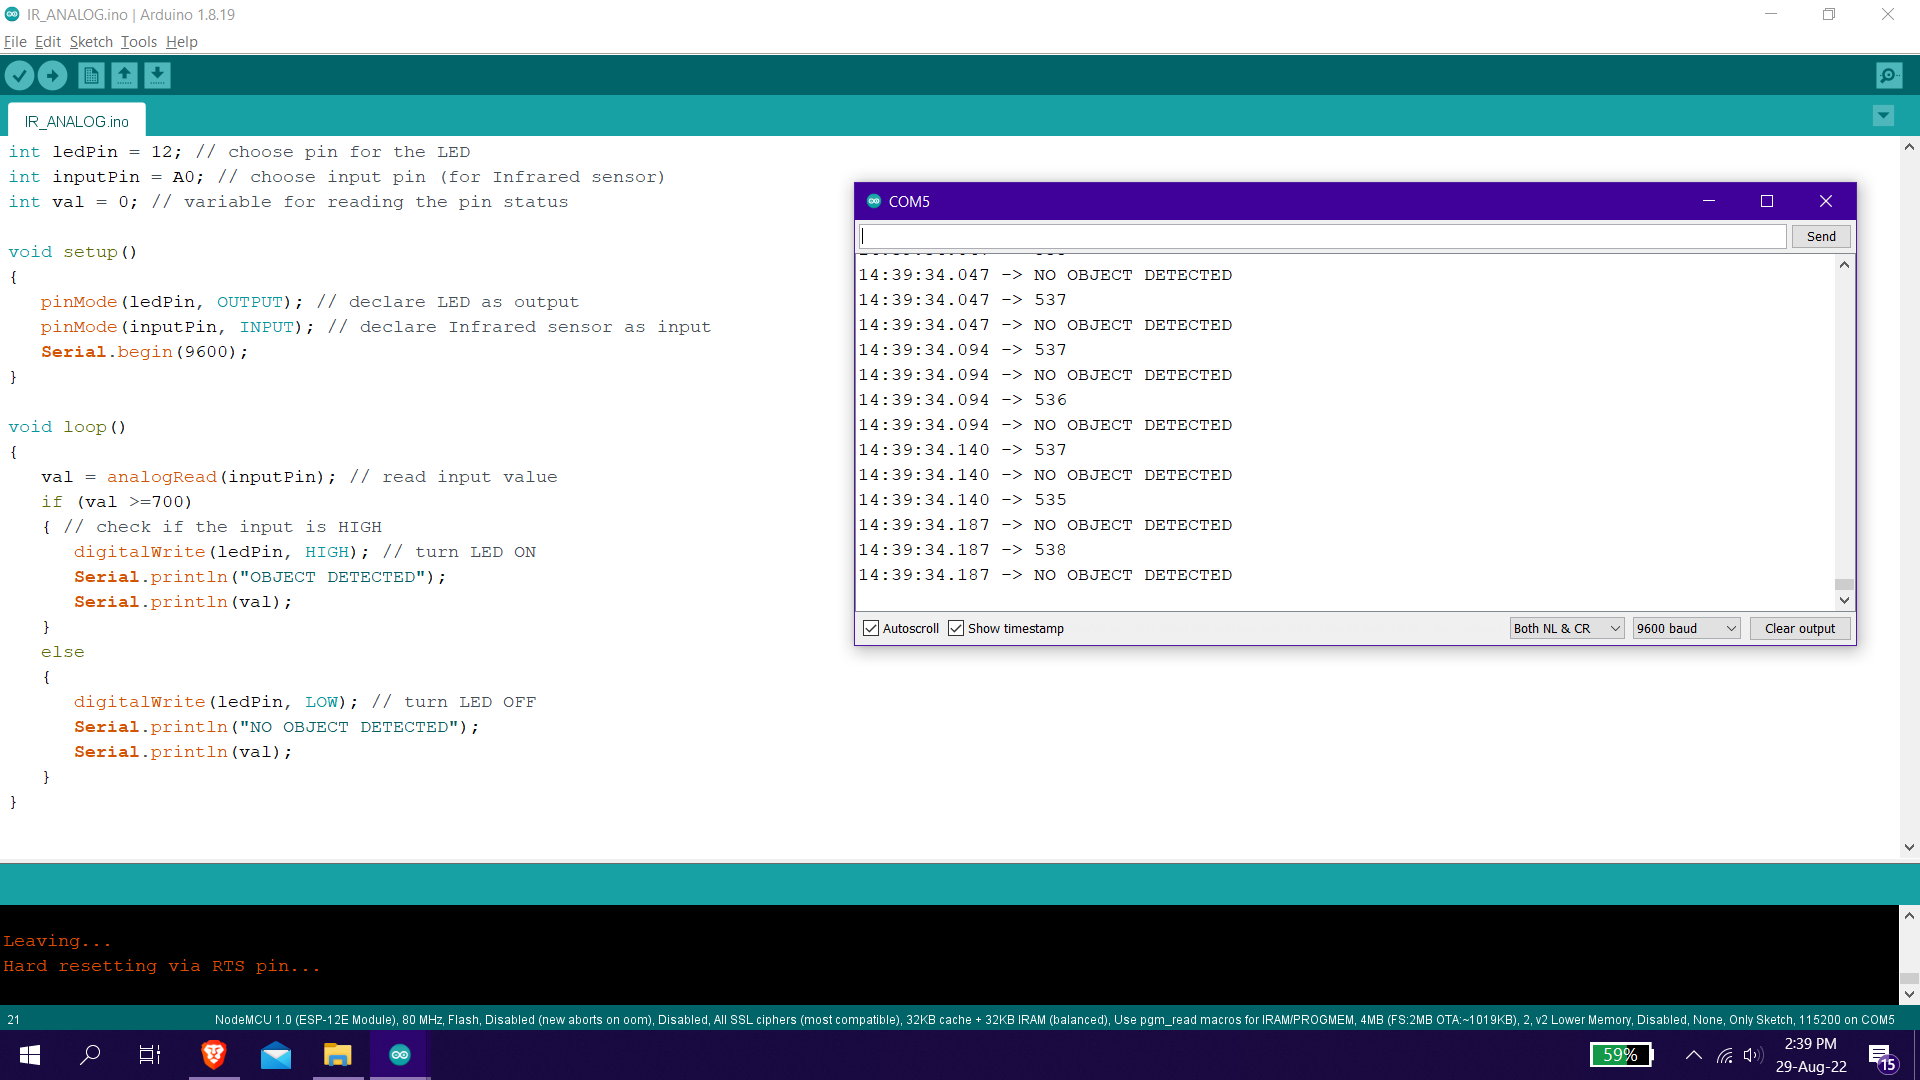 IR_ANALOG.ino | Arduino 1.8.19
File Edit Sketch Tools Help
IR_ANALOG.ino
int ledPin = 12; // choose pin for the LED
int inputPin = A0; // choose input pin (for Infrared sensor)
int val = 0; // variable for reading the pin status
void setup()
{
pinMode(ledPin, OUTPUT); // declare LED as output
pinMode(inputPin, INPUT); // declare Infrared sensor as input
Serial.begin(9600);
}
void loop()
{
val = analogRead(inputPin); // read input value
if (val >=700)
{ // check if the input is HIGH
digitalWrite(ledPin, HIGH); // turn LED ON
Serial.println("OBJECT DETECTED");
Serial.println(val);
}
else
{
digitalWrite(ledPin, LOW); // turn LED OFF
Serial.println("NO OBJECT DETECTED");
Serial.println(val);
}
}
COM5
Send
14:39:34.047 -> NO OBJECT DETECTED
14:39:34.047 -> 537
14:39:34.047 -> NO OBJECT DETECTED
14:39:34.094 -> 537
14:39:34.094 -> NO OBJECT DETECTED
14:39:34.094 -> 536
14:39:34.094 -> NO OBJECT DETECTED
14:39:34.140 -> 537
14:39:34.140 -> NO OBJECT DETECTED
14:39:34.140 -> 535
14:39:34.187 -> NO OBJECT DETECTED
14:39:34.187 -> 538
14:39:34.187 -> NO OBJECT DETECTED
Autoscroll Show timestamp Both NL & CR 9600 baud Clear output
Leaving...
Hard resetting via RTS pin...
21 NodeMCU 1.0 (ESP-12E Module), 80 MHz, Flash, Disabled (new aborts on oom), Disabled, All SSL ciphers (most compatible), 32KB cache + 32KB IRAM (balanced), Use pgm_read macros for IRAM/PROGMEM, 4MB (FS:2MB OTA:~1019KB), 2, v2 Lower Memory, Disabled, None, Only Sketch, 115200 on COM5
59%
2:39 PM
29-Aug-22
15